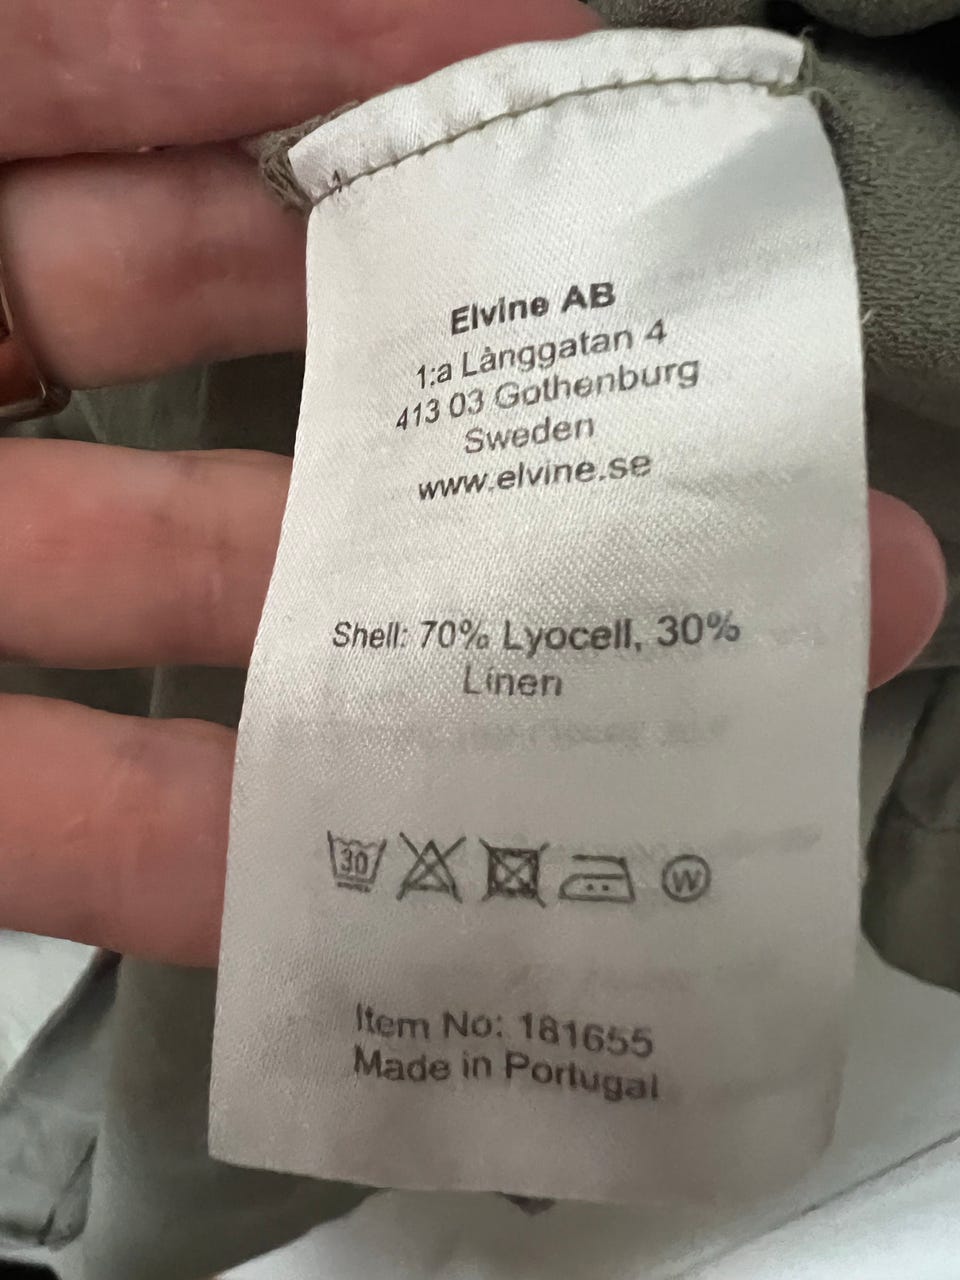 Elvine AB
1:a Långgatan 4
413 03 Gothenburg
Sweden
www.elvine.se
Shell: 70% Lyocell, 30%
Linen
30
W
Item No: 181655
Made in Portugal